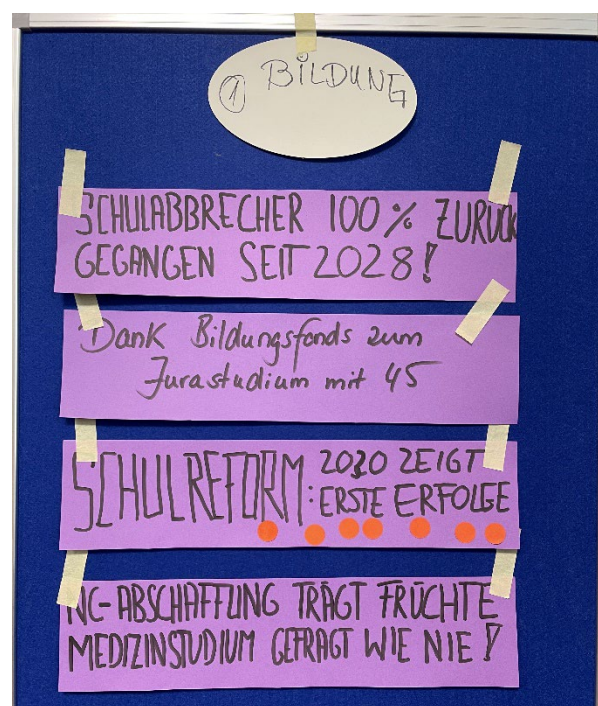 ① BILDUNG
SCHULABBRECHER 100% ZURÜCK
GEGANGEN SEIT 2028!
Dank Bildungsfonds zum
Jurastudium mit 45
SCHULREFORM: 2030 ZEIGT
ERSTE ERFOLGE
NC-ABSCHAFFUNG TRÄGT FRÜCHTE
MEDIZINSTUDIUM GEFRAGT WIE NIE!